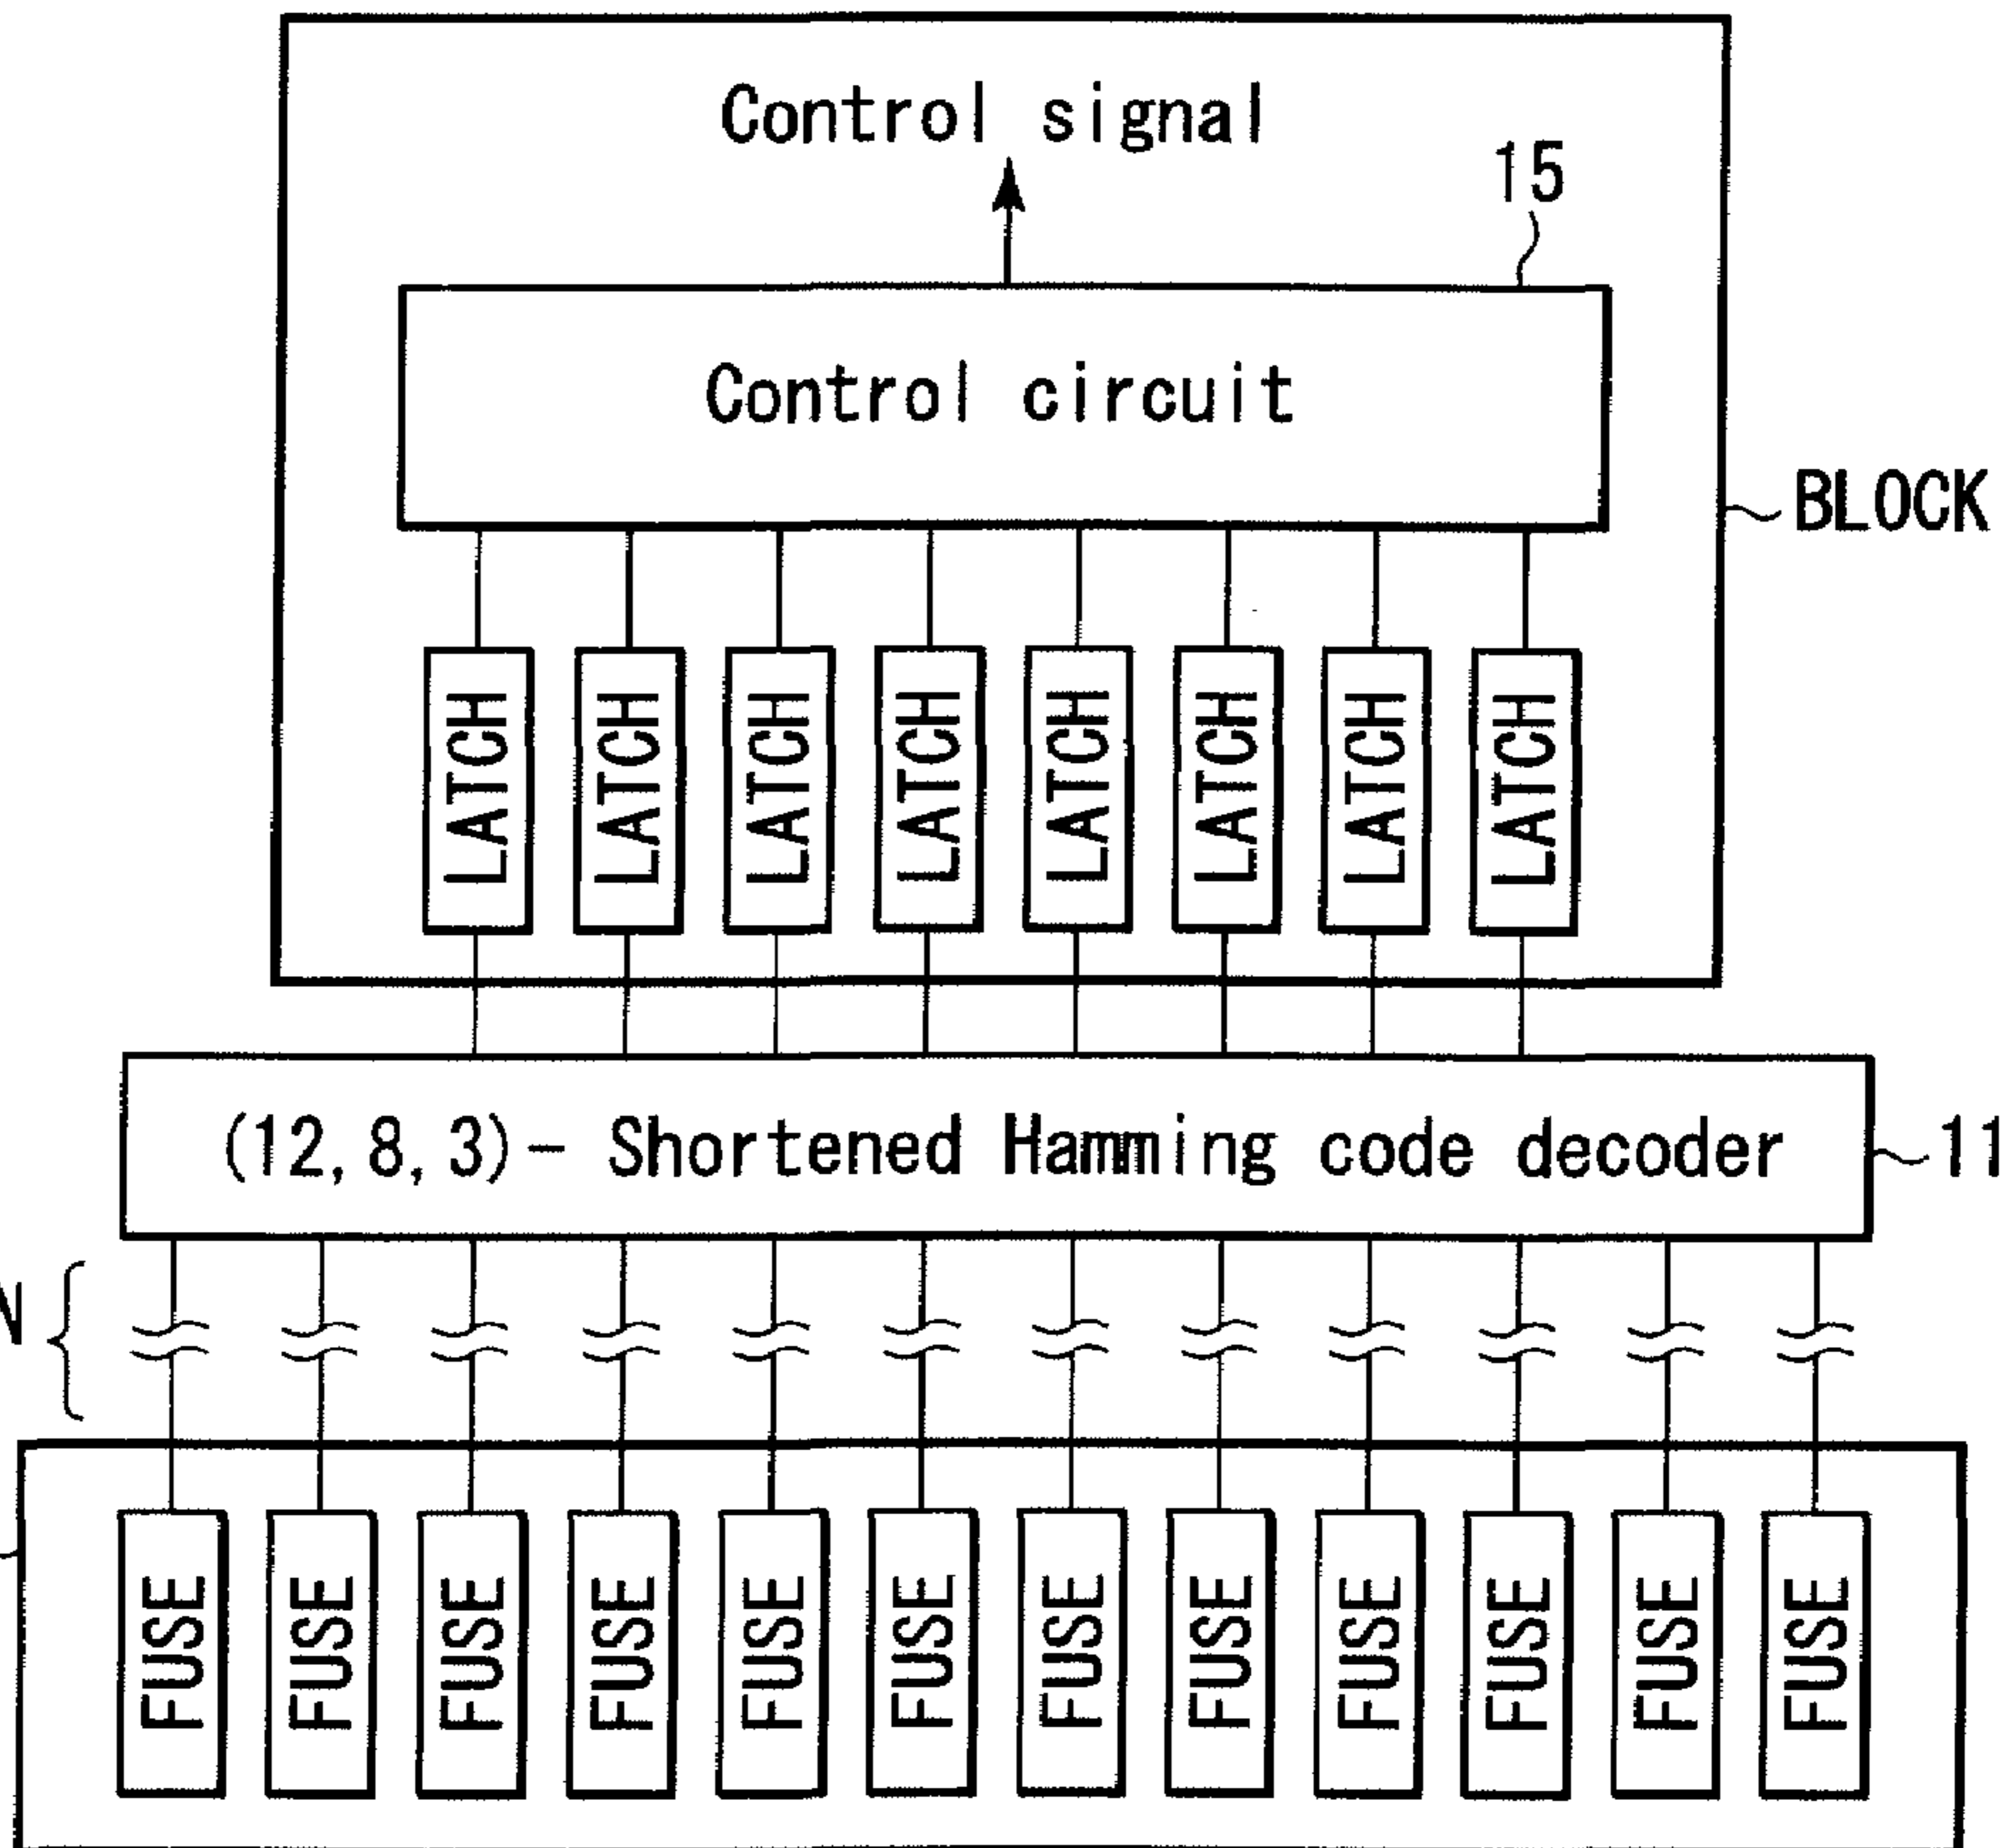 Control signal
15
Control circuit
BLOCK
LATCH
LATCH
LATCH
LATCH
LATCH
LATCH
LATCH
LATCH
(12, 8, 3)- Shortened Hamming code decoder
11
N
FUSE
FUSE
FUSE
FUSE
FUSE
FUSE
FUSE
FUSE
FUSE
FUSE
FUSE
FUSE